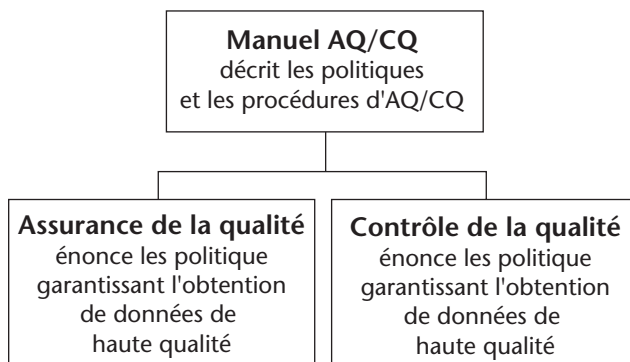 Manuel AQ/CQ
décrit les politiques
et les procédures d'AQ/CQ
Assurance de la qualité
énonce les politique
garantissant l'obtention
de données de
haute qualité
Contrôle de la qualité
énonce les politique
garantissant l'obtention
de données de
haute qualité